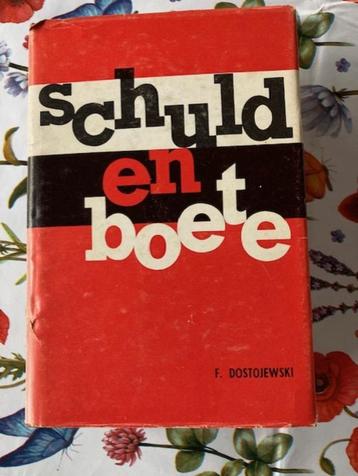 schuld
en
boete
F. DOSTOJEWSKI